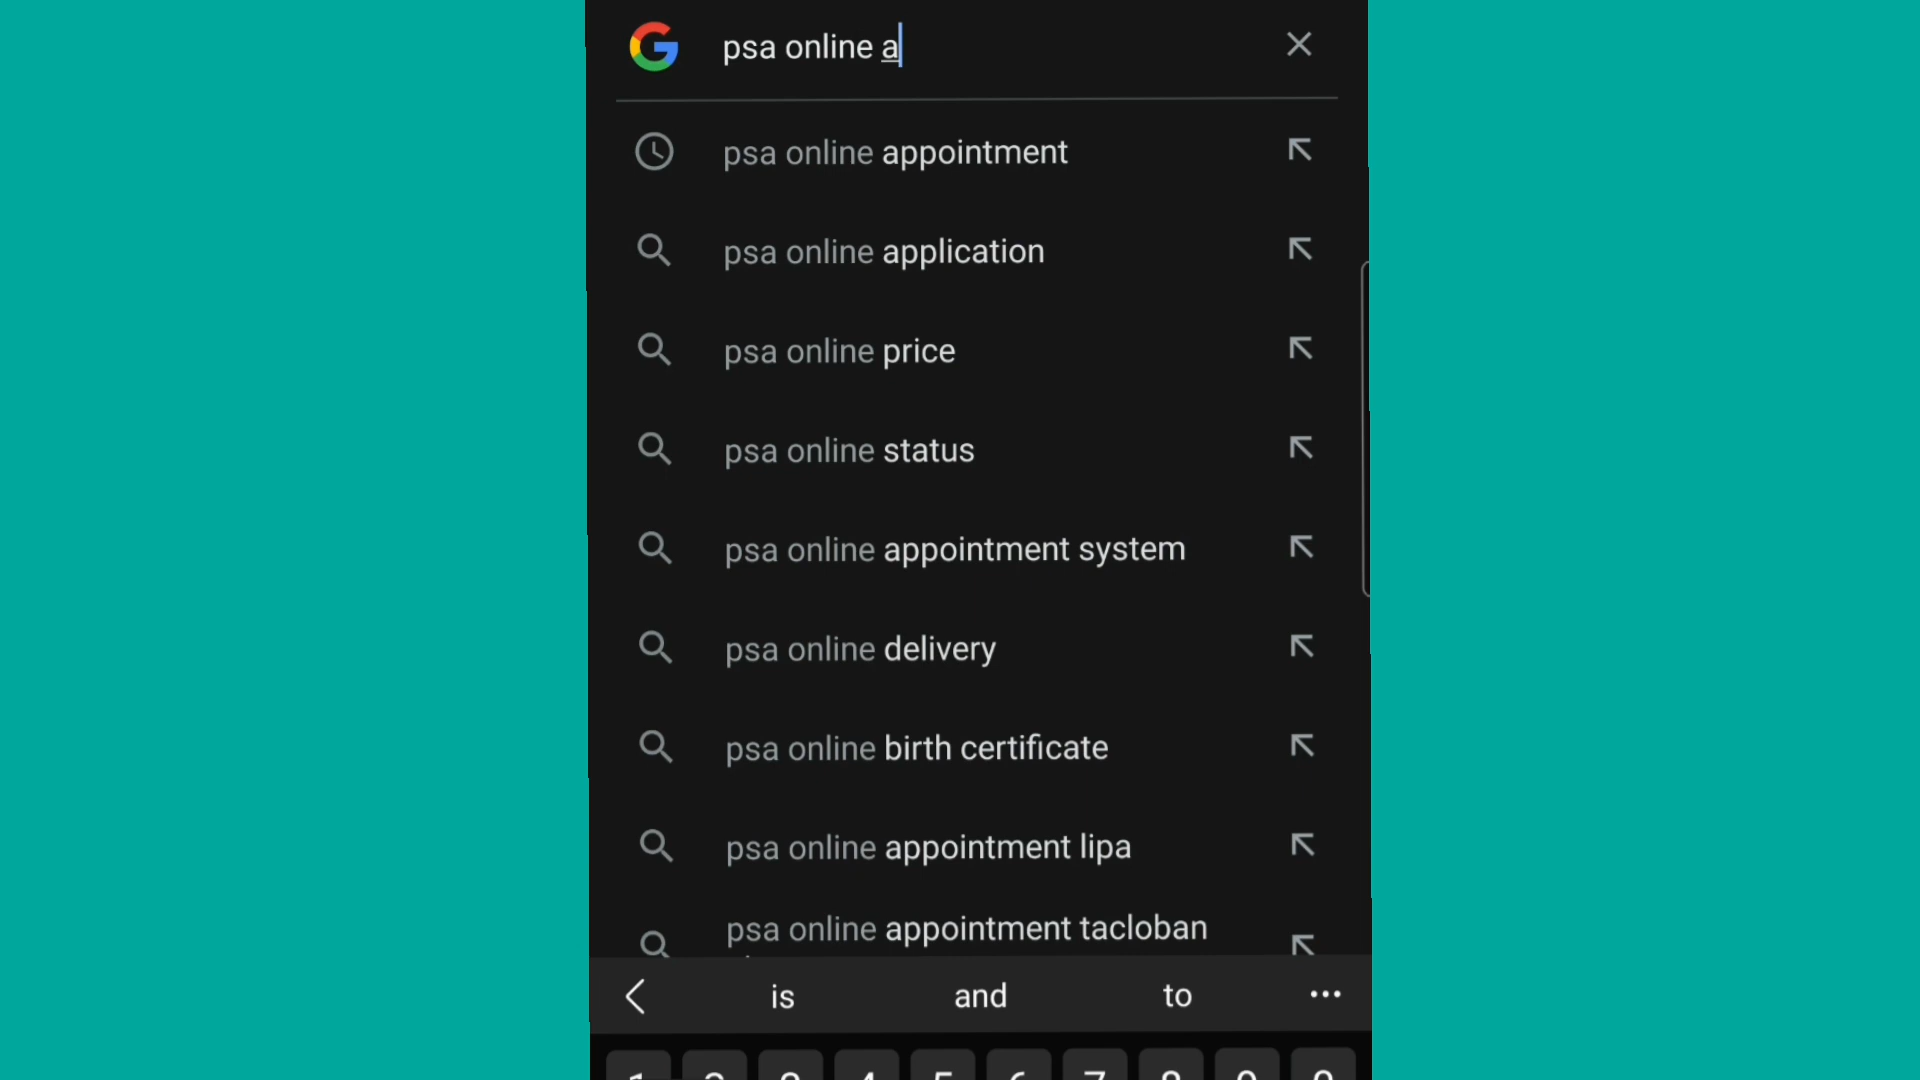 psa online a
psa online appointment
psa online application
psa online price
psa online status
psa online appointment system
psa online delivery
psa online birth certificate
psa online appointment lipa
psa online appointment tacloban
is and to